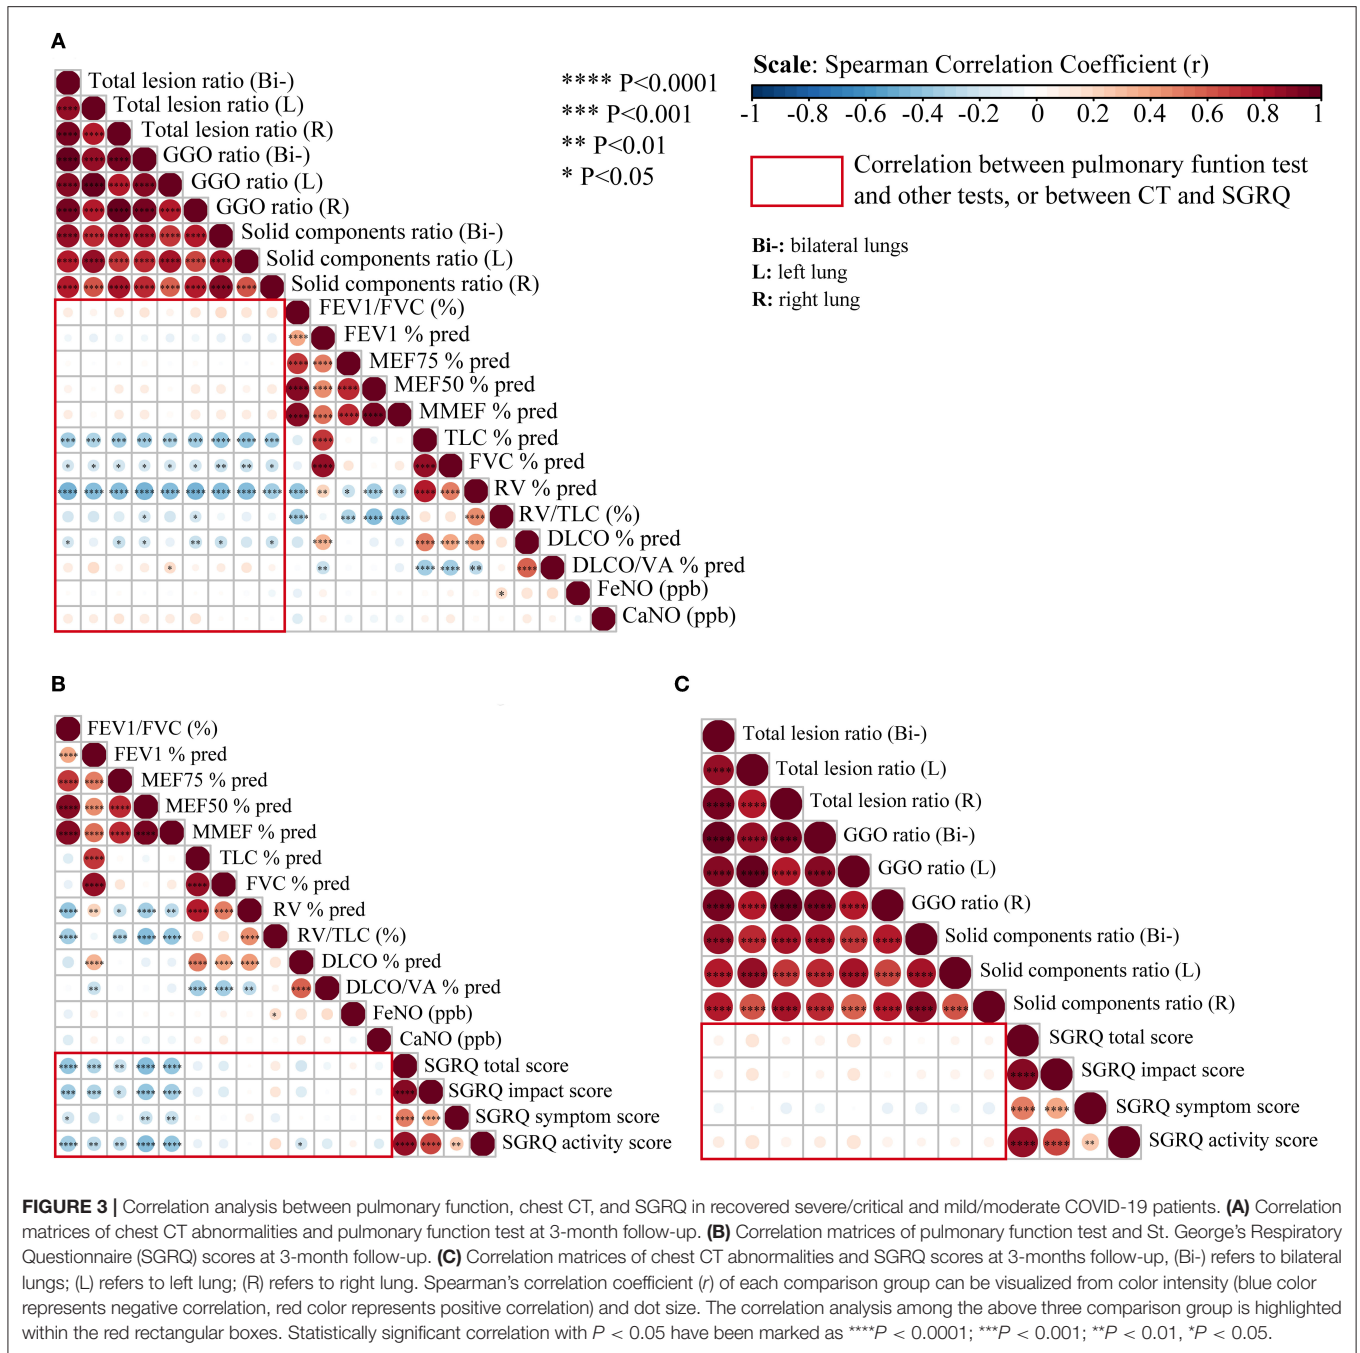 A
Total lesion ratio (Bi-)
Total lesion ratio (L)
Total lesion ratio (R)
GGO ratio (Bi-)
GGO ratio (L)
GGO ratio (R)
Solid components ratio (Bi-)
Solid components ratio (L)
Solid components ratio (R)
FEV1/FVC (%)
FEV1 % pred
MEF75 % pred
MEF50 % pred
MMEF % pred
TLC % pred
FVC % pred
RV % pred
RV/TLC (%)
DLCO % pred
DLCO/VA % pred
FeNO (ppb)
CaNO (ppb)
**** P<0.0001
*** P<0.001
** P<0.01
* P<0.05
Scale: Spearman Correlation Coefficient (r)
-1 -0.8 -0.6 -0.4 -0.2 0 0.2 0.4 0.6 0.8 1
Correlation between pulmonary funtion test
and other tests, or between CT and SGRQ
Bi-: bilateral lungs
L: left lung
R: right lung
B
FEV1/FVC (%)
FEV1 % pred
MEF75 % pred
MEF50 % pred
MMEF % pred
TLC % pred
FVC % pred
RV % pred
RV/TLC (%)
DLCO % pred
DLCO/VA % pred
FeNO (ppb)
CaNO (ppb)
SGRQ total score
SGRQ impact score
SGRQ symptom score
SGRQ activity score
C
Total lesion ratio (Bi-)
Total lesion ratio (L)
Total lesion ratio (R)
GGO ratio (Bi-)
GGO ratio (L)
GGO ratio (R)
Solid components ratio (Bi-)
Solid components ratio (L)
Solid components ratio (R)
SGRQ total score
SGRQ impact score
SGRQ symptom score
SGRQ activity score
FIGURE 3 | Correlation analysis between pulmonary function, chest CT, and SGRQ in recovered severe/critical and mild/moderate COVID-19 patients. (A) Correlation
matrices of chest CT abnormalities and pulmonary function test at 3-month follow-up. (B) Correlation matrices of pulmonary function test and St. George's Respiratory
Questionnaire (SGRQ) scores at 3-month follow-up. (C) Correlation matrices of chest CT abnormalities and SGRQ scores at 3-months follow-up, (Bi-) refers to bilateral
lungs; (L) refers to left lung; (R) refers to right lung. Spearman's correlation coefficient (r) of each comparison group can be visualized from color intensity (blue color
represents negative correlation, red color represents positive correlation) and dot size. The correlation analysis among the above three comparison group is highlighted
within the red rectangular boxes. Statistically significant correlation with P < 0.05 have been marked as ****P < 0.0001; ***P < 0.001; **P < 0.01, *P < 0.05.